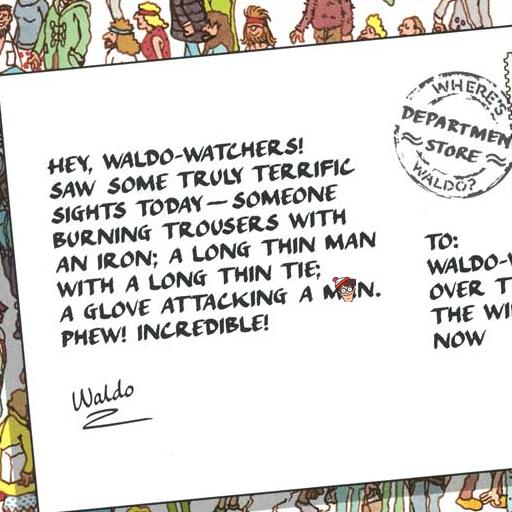 HEY, WALDO-WATCHERS!
SAW SOME TRULY TERRIFIC
SIGHTS TODAY — SOMEONE
BURNING TROUSERS WITH
AN IRON; A LONG THIN MAN
WITH A LONG THIN TIE;
A GLOVE ATTACKING A M N.
PHEW! INCREDIBLE!
Waldo
WHERE'S
DEPARTMEN
STORE
WALDO?
TO:
WALDO-
OVER T
THE WI
NOW